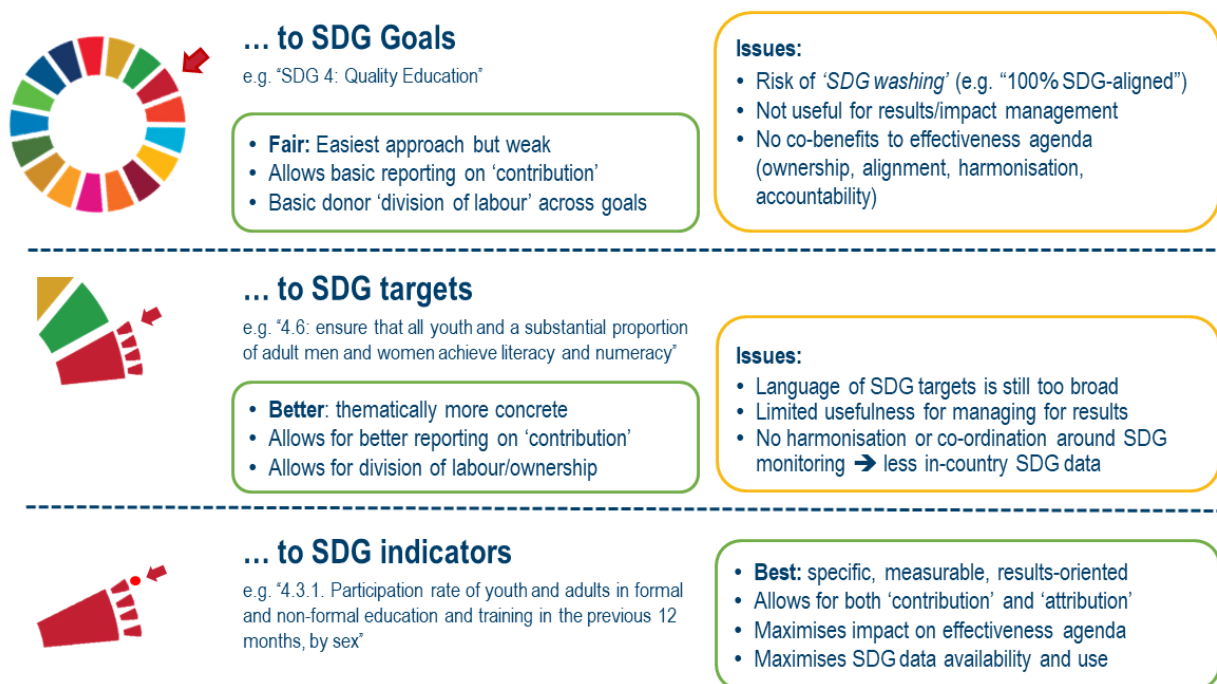 ... to SDG Goals
e.g. “SDG 4: Quality Education”
• Fair: Easiest approach but weak
• Allows basic reporting on ‘contribution’
• Basic donor ‘division of labour’ across goals
Issues:
• Risk of ‘SDG washing’ (e.g. “100% SDG-aligned”)
• Not useful for results/impact management
• No co-benefits to effectiveness agenda
(ownership, alignment, harmonisation,
accountability)
... to SDG targets
e.g. “4.6: ensure that all youth and a substantial proportion
of adult men and women achieve literacy and numeracy”
• Better: thematically more concrete
• Allows for better reporting on ‘contribution’
• Allows for division of labour/ownership
Issues:
• Language of SDG targets is still too broad
• Limited usefulness for managing for results
• No harmonisation or co-ordination around SDG
monitoring ➔ less in-country SDG data
... to SDG indicators
e.g. “4.3.1. Participation rate of youth and adults in formal
and non-formal education and training in the previous 12
months, by sex”
• Best: specific, measurable, results-oriented
• Allows for both ‘contribution’ and ‘attribution’
• Maximises impact on effectiveness agenda
• Maximises SDG data availability and use